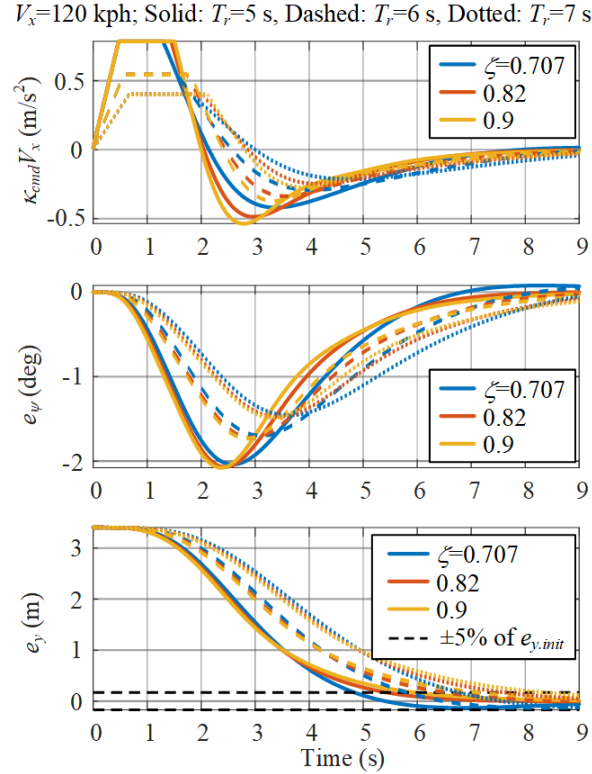 Vx=120 kph; Solid: Tr=5 s, Dashed: Tr=6 s, Dotted: Tr=7 s
κcmdVx (m/s²)
0.5
0
-0.5
ζ=0.707
0.82
0.9
0 1 2 3 4 5 6 7 8 9
eψ (deg)
0
-1
-2
ζ=0.707
0.82
0.9
0 1 2 3 4 5 6 7 8 9
ey (m)
3
2
1
0
ζ=0.707
0.82
0.9
±5% of ey.init
0 1 2 3 4 5 6 7 8 9
Time (s)